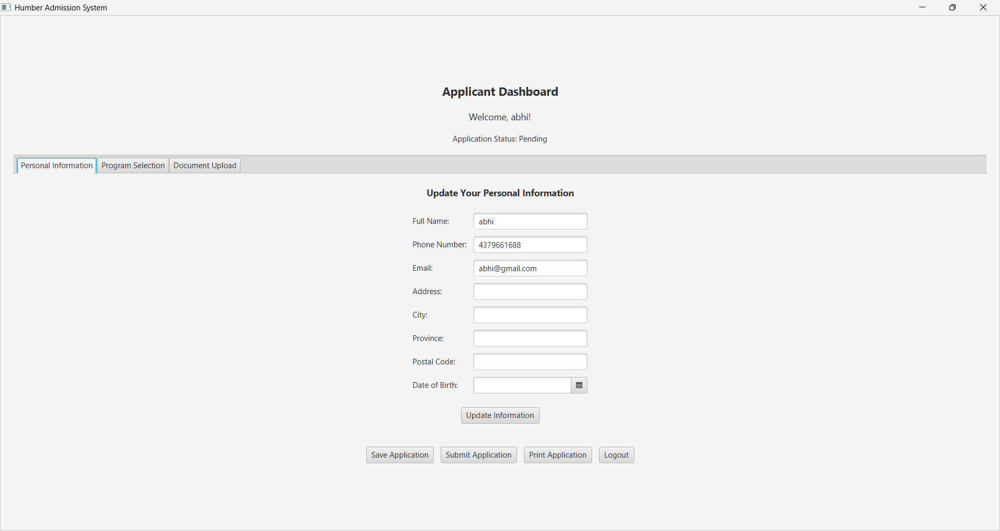 Humber Admission System
Applicant Dashboard
Welcome, abhi!
Application Status: Pending
Personal Information Program Selection Document Upload
Update Your Personal Information
Full Name: abhi
Phone Number: 4379661688
Email: abhi@gmail.com
Address:
City:
Province:
Postal Code:
Date of Birth:
Update Information
Save Application Submit Application Print Application Logout